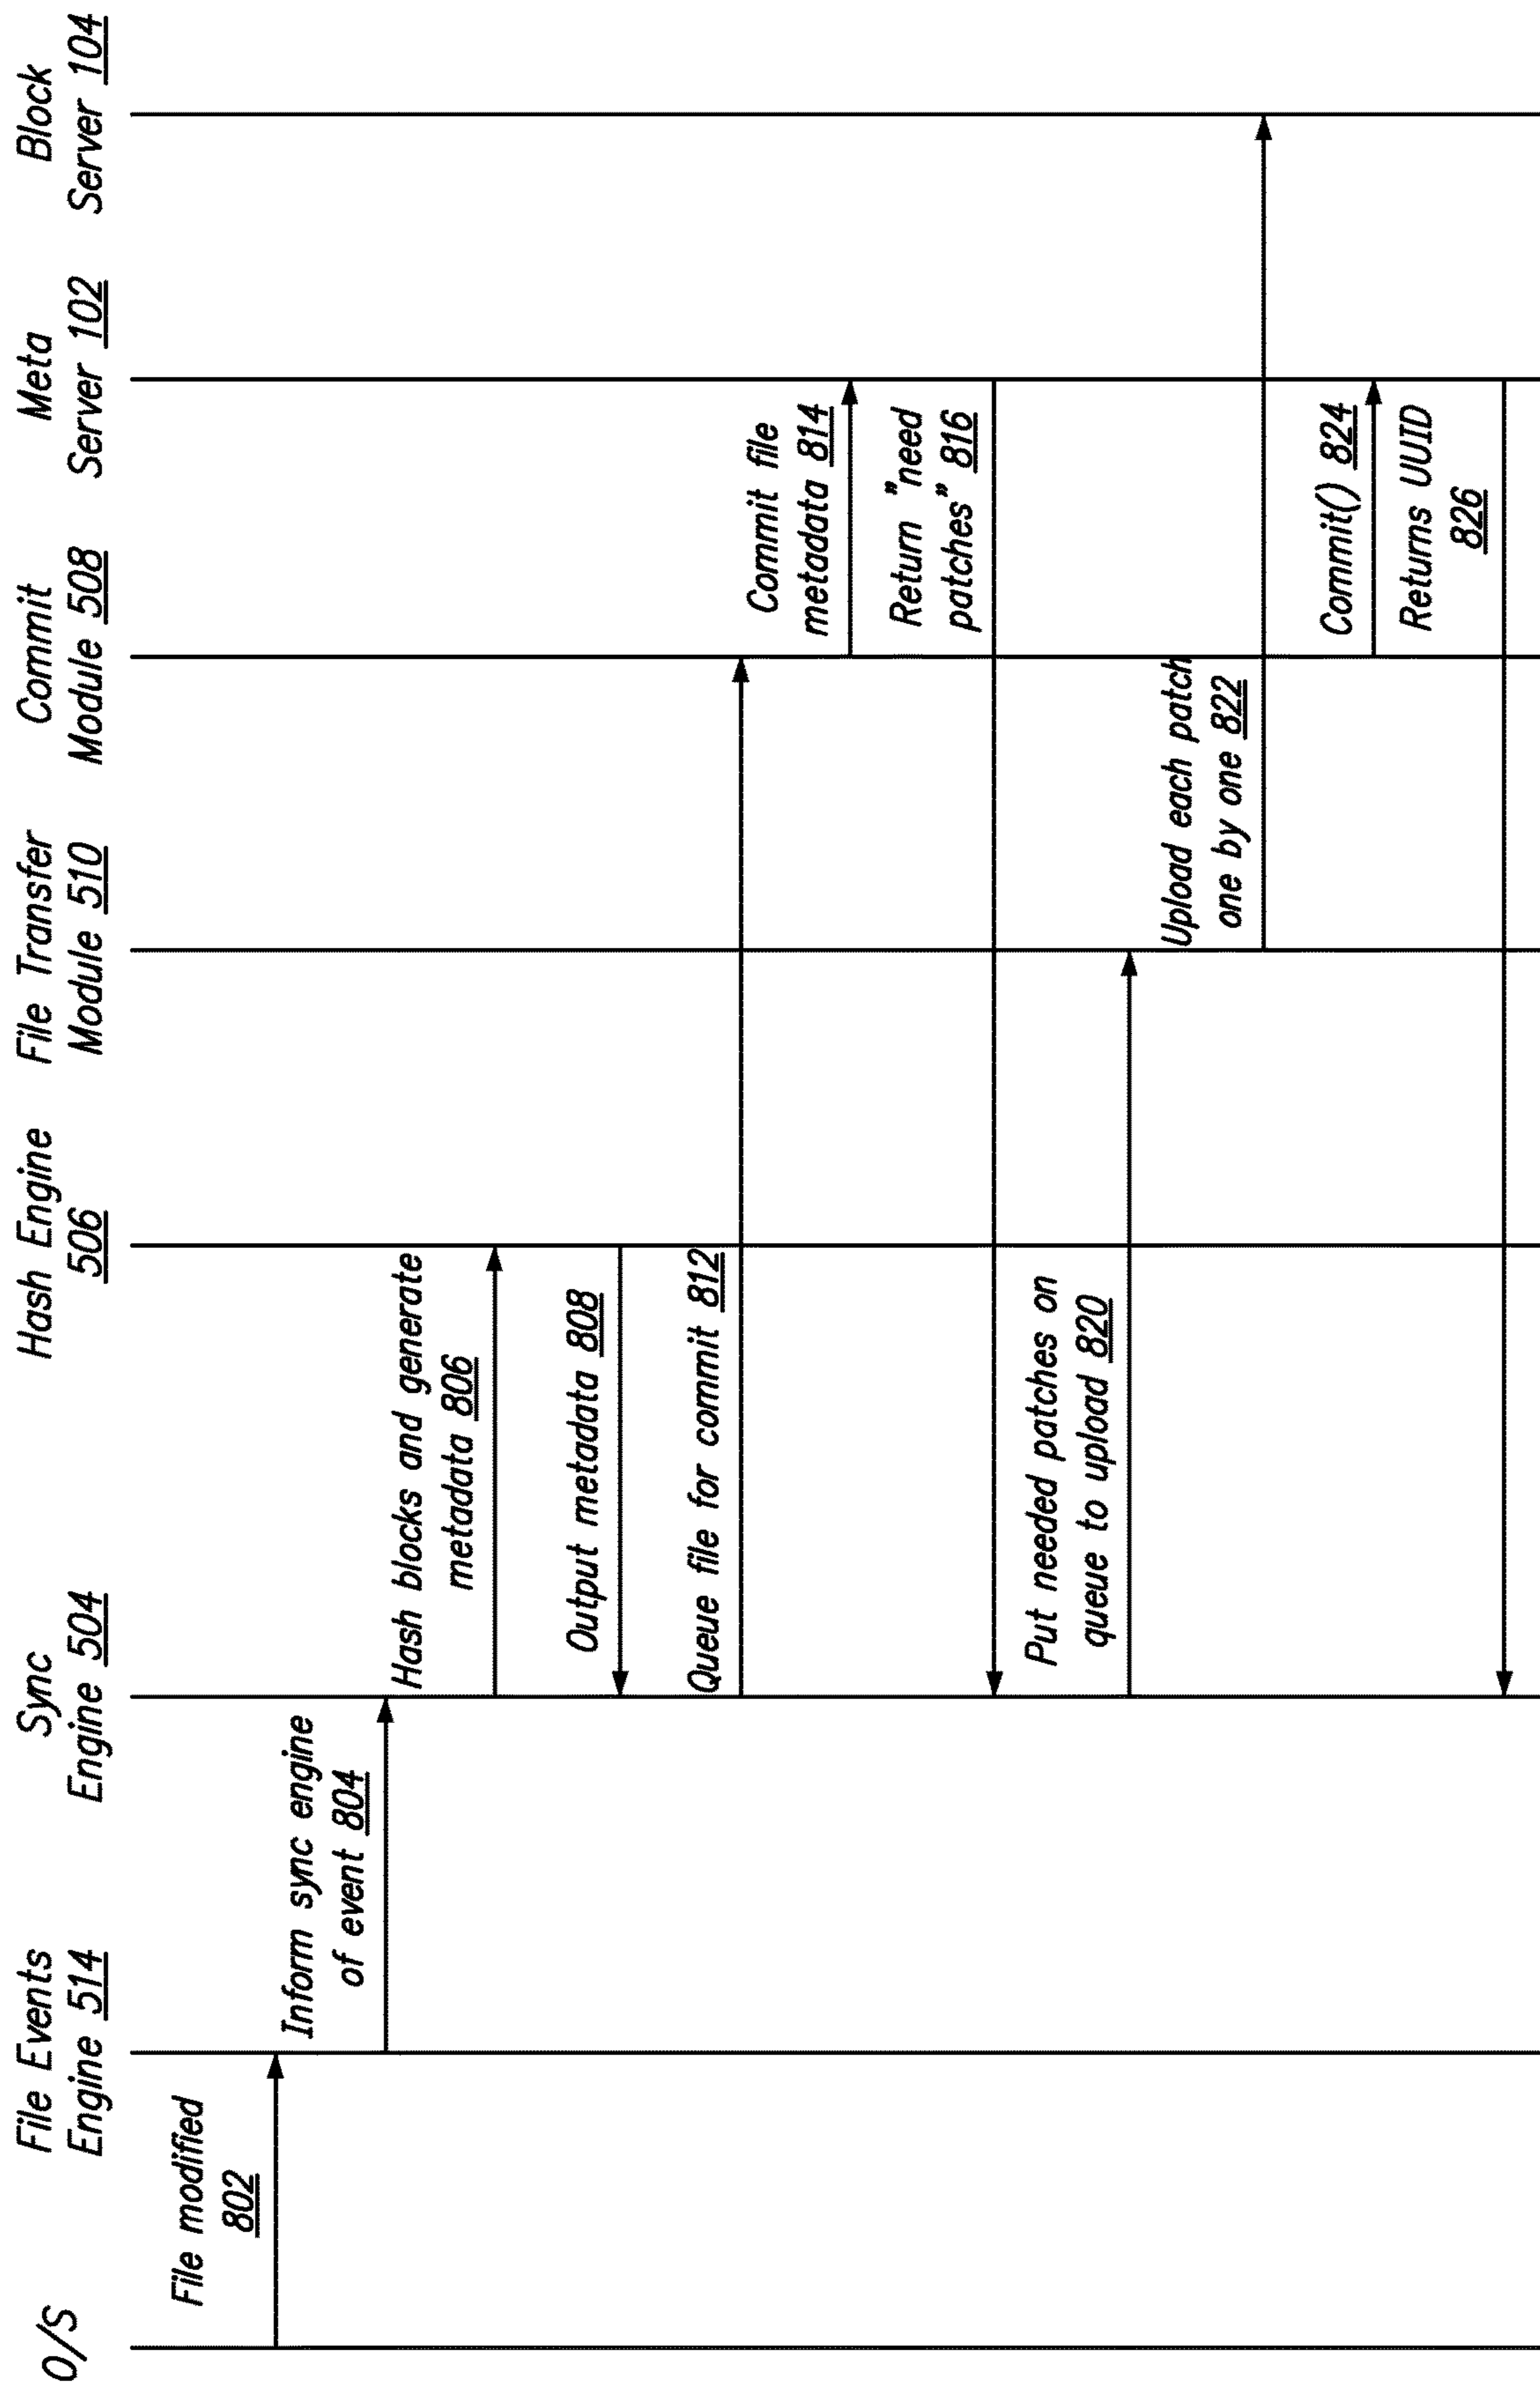 O/S
File Events
Engine 514
Sync
Engine 504
Hash Engine
506
File Transfer
Module 510
Commit
Module 508
Meta
Server 102
Block
Server 104
File modified
802
Inform sync engine
of event 804
Hash blocks and generate
metadata 806
Output metadata 808
Queue file for commit 812
Commit file
metadata 814
Return "need
patches" 816
Put needed patches on
queue to upload 820
Upload each patch
one by one 822
Commit() 824
Returns UUID
826